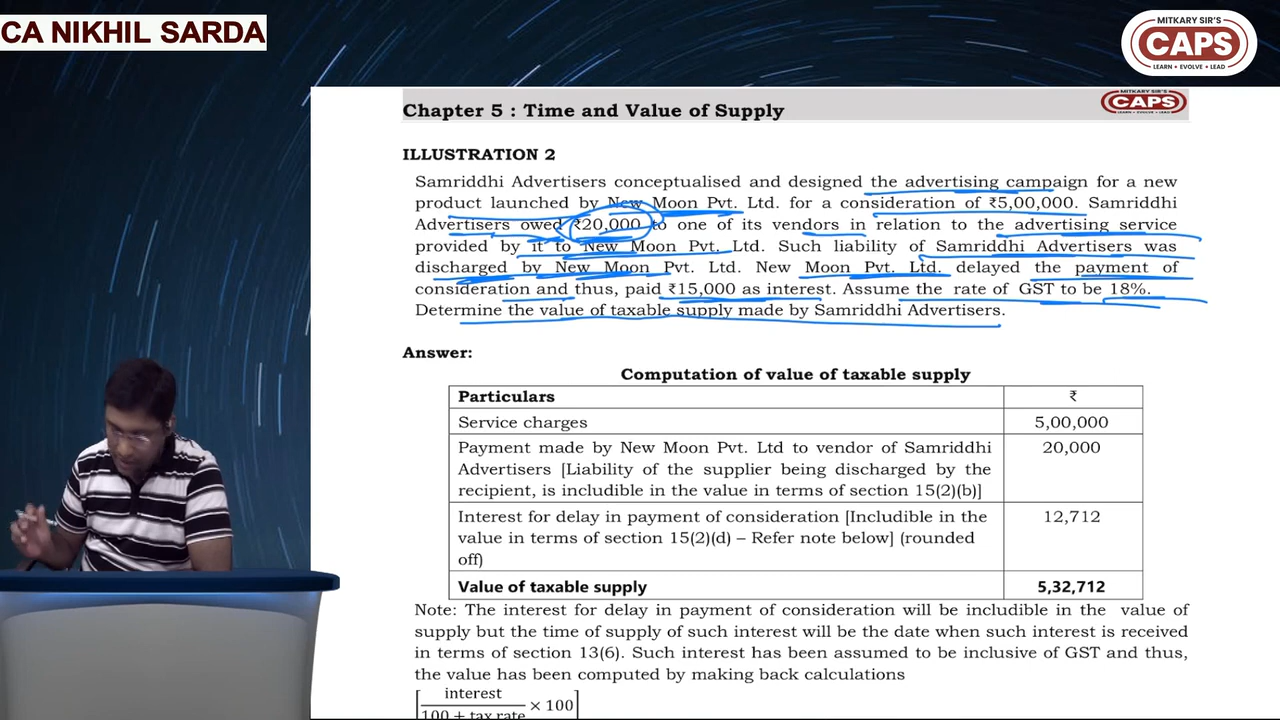 CA NIKHIL SARDA
MITKARY SIR'S
CAPS
LEARN • EVOLVE • LEAD
Chapter 5 : Time and Value of Supply
MITKARY SIR'S
CAPS
ILLUSTRATION 2
Samriddhi Advertisers conceptualised and designed the advertising campaign for a new
product launched by New Moon Pvt. Ltd. for a consideration of ₹5,00,000. Samriddhi
Advertisers owed ₹20,000 to one of its vendors in relation to the advertising service
provided by it to New Moon Pvt. Ltd. Such liability of Samriddhi Advertisers was
discharged by New Moon Pvt. Ltd. New Moon Pvt. Ltd. delayed the payment of
consideration and thus, paid ₹15,000 as interest. Assume the rate of GST to be 18%.
Determine the value of taxable supply made by Samriddhi Advertisers.
Answer:
Computation of value of taxable supply
Particulars ₹
Service charges 5,00,000
Payment made by New Moon Pvt. Ltd to vendor of Samriddhi 20,000
Advertisers [Liability of the supplier being discharged by the
recipient, is includible in the value in terms of section 15(2)(b)]
Interest for delay in payment of consideration [Includible in the 12,712
value in terms of section 15(2)(d) – Refer note below] (rounded
off)
Value of taxable supply 5,32,712
Note: The interest for delay in payment of consideration will be includible in the value of
supply but the time of supply of such interest will be the date when such interest is received
in terms of section 13(6). Such interest has been assumed to be inclusive of GST and thus,
the value has been computed by making back calculations
[interest
100 + tax rate × 100]